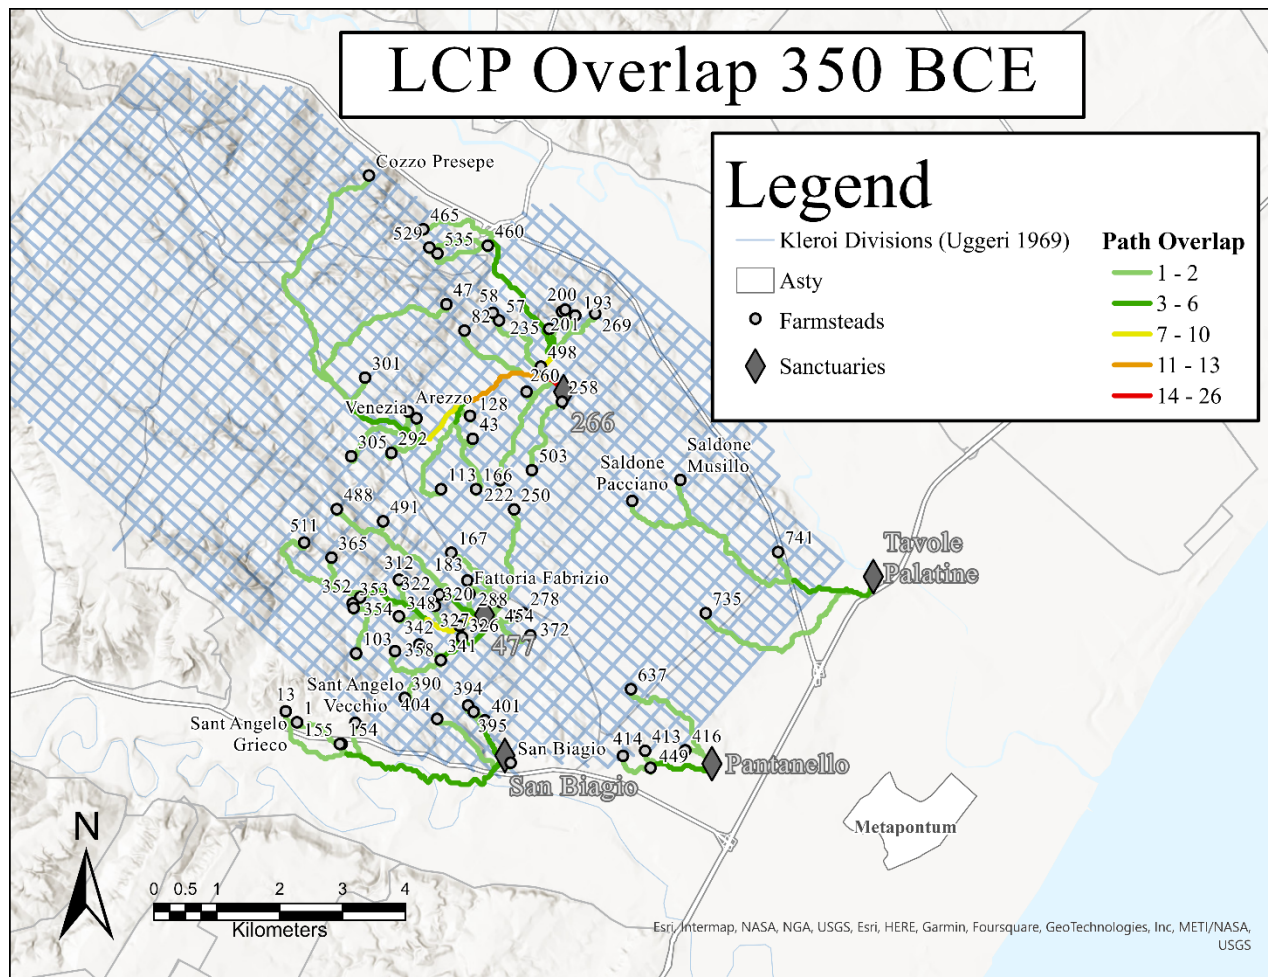 LCP Overlap 350 BCE
Legend
Kleroi Divisions (Uggeri 1969)
Asty
Farmsteads
Sanctuaries
Path Overlap
1 - 2
3 - 6
7 - 10
11 - 13
14 - 26
Cozzo Presepe
465
529
535
460
47
58
57
82
235
200
193
201
269
498
301
260
258
266
Arezzo
Venezia
128
43
305
292
503
113
166
222
250
Saldone
Musillo
Saldone
Pacciano
488
491
511
365
167
741
Tavole
Palatine
312
183
322
Fattoria Fabrizio
352
353
320
288
278
354
348
454
735
327
326
342
372
477
103
358
341
637
Sant Angelo
Vecchio
390
394
404
401
395
13
1
Sant Angelo
Grieco
155
154
San Biagio
San Biagio
414
413
416
449
Pantanello
Metapontum
N
0 0.5 1 2 3 4
Kilometers
Esri, Intermap, NASA, NGA, USGS, Esri, HERE, Garmin, Foursquare, GeoTechnologies, Inc, METI/NASA,
USGS